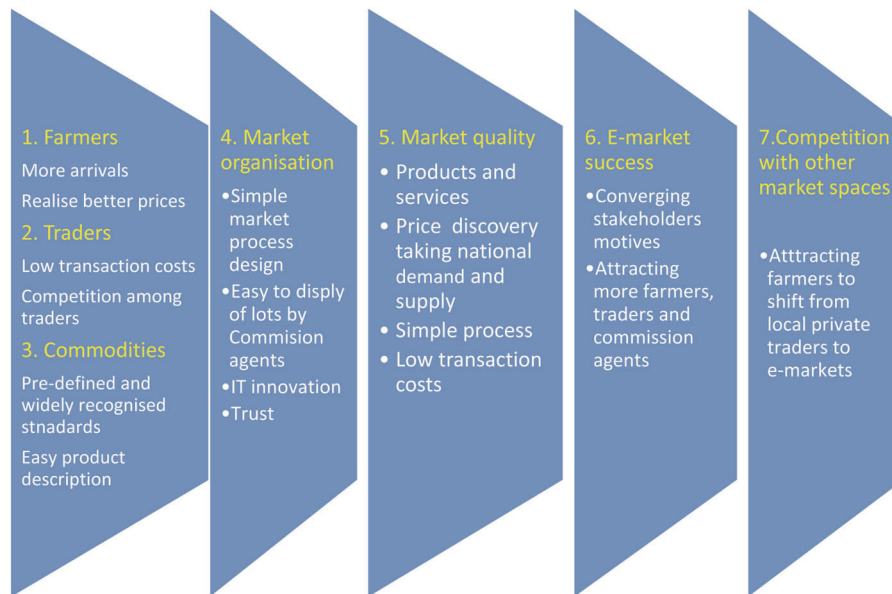 1. Farmers
More arrivals
Realise better prices
2. Traders
Low transaction costs
Competition among
traders
3. Commodities
Pre-defined and
widely recognised
stnadards
Easy product
description
4. Market
organisation
•Simple
market
process
design
•Easy to disply
of lots by
Commision
agents
•IT innovation
•Trust
5. Market quality
• Products and
services
• Price discovery
taking national
demand and
supply
• Simple process
• Low transaction
costs
6. E-market
success
•Converging
stakeholders
motives
•Attracting
more farmers,
traders and
commission
agents
7.Competition
with other
market spaces
•Atttracting
farmers to
shift from
local private
traders to
e-markets